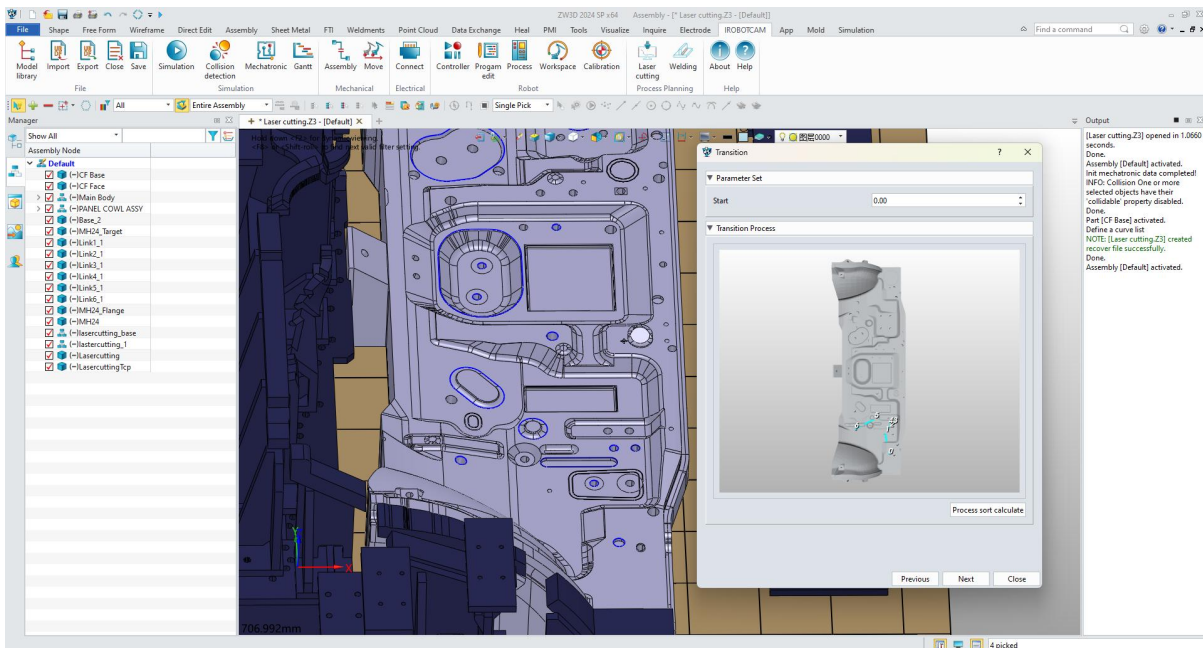 ZW3D 2024 SP x64 Assembly - [* Laser cutting.Z3 - [Default]]
File Shape Free Form Wireframe Direct Edit Assembly Sheet Metal FTI Weldments Point Cloud Data Exchange Heal PMI Tools Visualize Inquire Electrode IROBOTCAM App Mold Simulation Find a command
Model library Import Export Close Save Simulation Collision detection Mechatronic Gantt Assembly Move Connect Controller Progam edit Process Workspace Calibration Laser cutting Welding About Help
File Simulation Mechanical Electrical Robot Process Planning Help
All Entire Assembly Single Pick
Manager
Show All
Assembly Node
Default
(-)CF Base
(-)CF Face
(-)Main Body
(-)PANEL COWL ASSY
(-)Base_2
(-)MH24_Target
(-)Link1_1
(-)Link2_1
(-)Link3_1
(-)Link4_1
(-)Link5_1
(-)Link6_1
(-)MH24_Flange
(-)MH24
(-)lasercutting_base
(-)lastercutting_1
(-)Lasercutting
(-)LasercuttingTcp
* Laser cutting.Z3 - [Default]
图层0000
X
706.992mm
Transition
Parameter Set
Start 0.00
Transition Process
Process sort calculate
Previous Next Close
Output
[Laser cutting.Z3] opened in 1.0660
seconds.
Done.
Assembly [Default] activated.
Init mechatronic data completed!
INFO: Collision One or more
selected objects have their
'collidable' property disabled.
Done.
Part [CF Base] activated.
Define a curve list
NOTE: [Laser cutting.Z3] created
recover file successfully.
Done.
Assembly [Default] activated.
4 picked